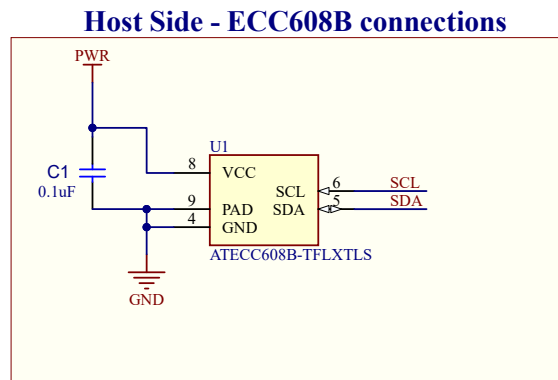 Host Side - ECC608B connections
PWR
U1
8
VCC
C1
0.1uF
SCL
6
SCL
9
PAD
SDA
5
SDA
4
GND
ATECC608B-TFLXTLS
GND